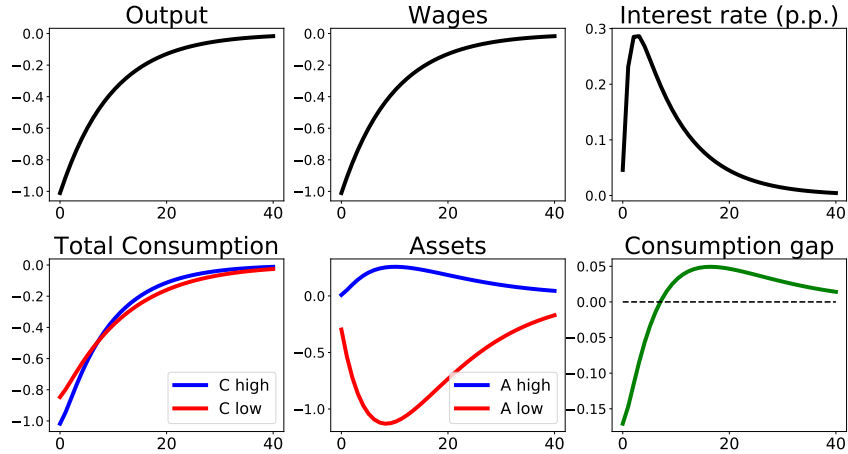 Output
0.0
−0.2
−0.4
−0.6
−0.8
−1.0
0 20 40
Wages
0.0
−0.2
−0.4
−0.6
−0.8
−1.0
0 20 40
Interest rate (p.p.)
0.3
0.2
0.1
0.0
0 20 40
Total Consumption
0.0
−0.2
−0.4
−0.6
−0.8
−1.0
C high
C low
0 20 40
Assets
0.0
−0.5
−1.0
A high
A low
0 20 40
Consumption gap
0.05
0.00
−0.05
−0.10
−0.15
0 20 40